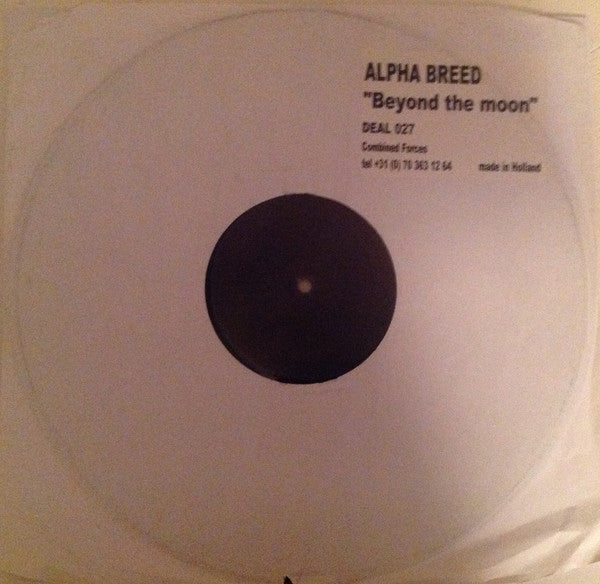 ALPHA BREED
"Beyond the moon"
DEAL 027
Combined Forces
tel +31 (0) 70 363 12 64 made in Holland